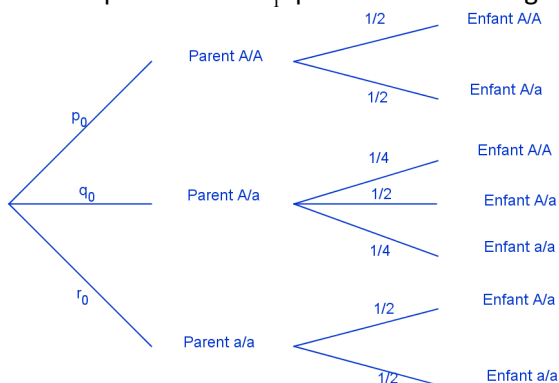 1/2 Enfant A/A
Parent A/A
1/2 Enfant A/a
p0
1/4 Enfant A/A
q0 Parent A/a 1/2 Enfant A/a
1/4 Enfant a/a
r0
1/2 Enfant A/a
Parent a/a
1/2 Enfant a/a